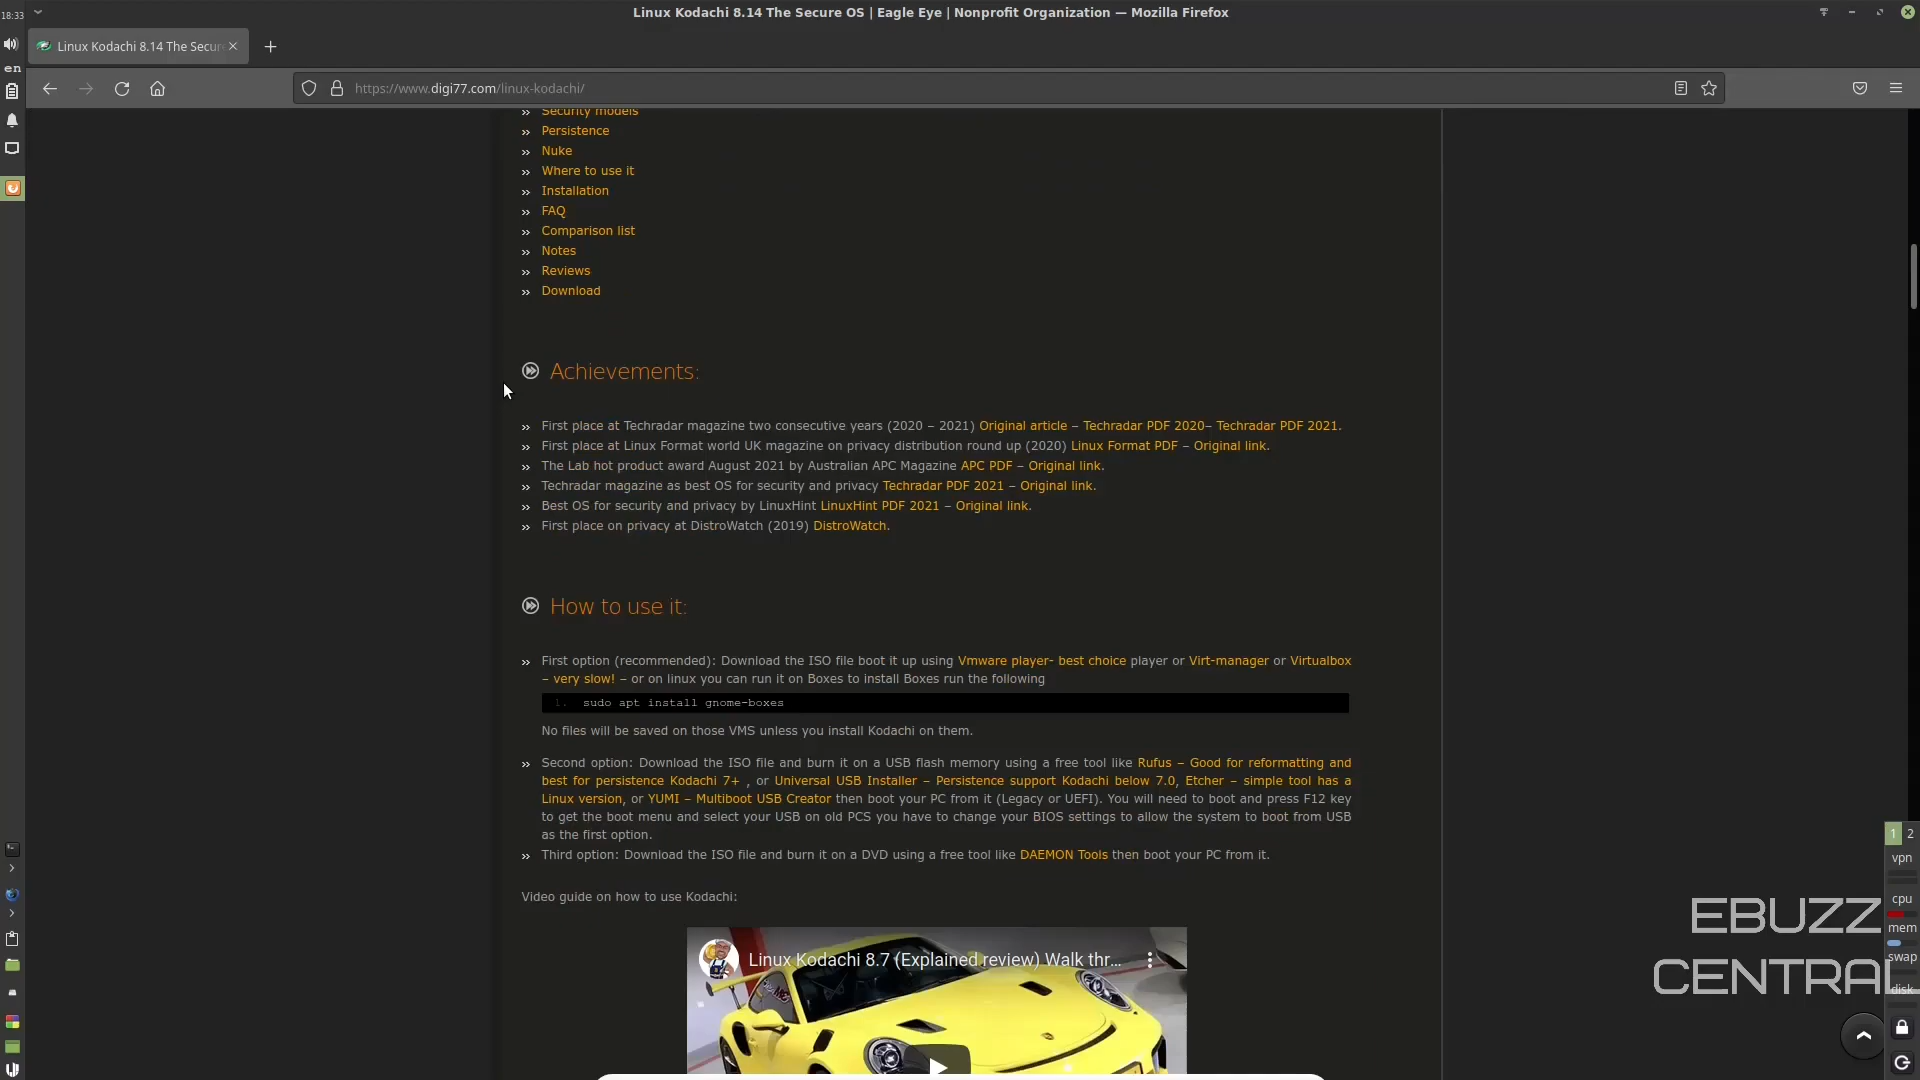 18:33
Linux Kodachi 8.14 The Secure OS | Eagle Eye | Nonprofit Organization — Mozilla Firefox
Linux Kodachi 8.14 The Secur
en
https://www.digi77.com/linux-kodachi/
Security models
Persistence
Nuke
Where to use it
Installation
FAQ
Comparison list
Notes
Reviews
Download
Achievements:
First place at Techradar magazine two consecutive years (2020 – 2021) Original article – Techradar PDF 2020– Techradar PDF 2021.
First place at Linux Format world UK magazine on privacy distribution round up (2020) Linux Format PDF – Original link.
The Lab hot product award August 2021 by Australian APC Magazine APC PDF – Original link.
Techradar magazine as best OS for security and privacy Techradar PDF 2021 – Original link.
Best OS for security and privacy by LinuxHint LinuxHint PDF 2021 – Original link.
First place on privacy at DistroWatch (2019) DistroWatch.
How to use it:
First option (recommended): Download the ISO file boot it up using Vmware player- best choice player or Virt-manager or Virtualbox
– very slow! – or on linux you can run it on Boxes to install Boxes run the following
1. sudo apt install gnome-boxes
No files will be saved on those VMS unless you install Kodachi on them.
Second option: Download the ISO file and burn it on a USB flash memory using a free tool like Rufus – Good for reformatting and
best for persistence Kodachi 7+ , or Universal USB Installer – Persistence support Kodachi below 7.0, Etcher – simple tool has a
Linux version, or YUMI – Multiboot USB Creator then boot your PC from it (Legacy or UEFI). You will need to boot and press F12 key
to get the boot menu and select your USB on old PCS you have to change your BIOS settings to allow the system to boot from USB
as the first option.
Third option: Download the ISO file and burn it on a DVD using a free tool like DAEMON Tools then boot your PC from it.
Video guide on how to use Kodachi:
Linux Kodachi 8.7 (Explained review) Walk thr...
1 2
vpn
cpu
mem
swap
disk
EBUZZ
CENTRAL